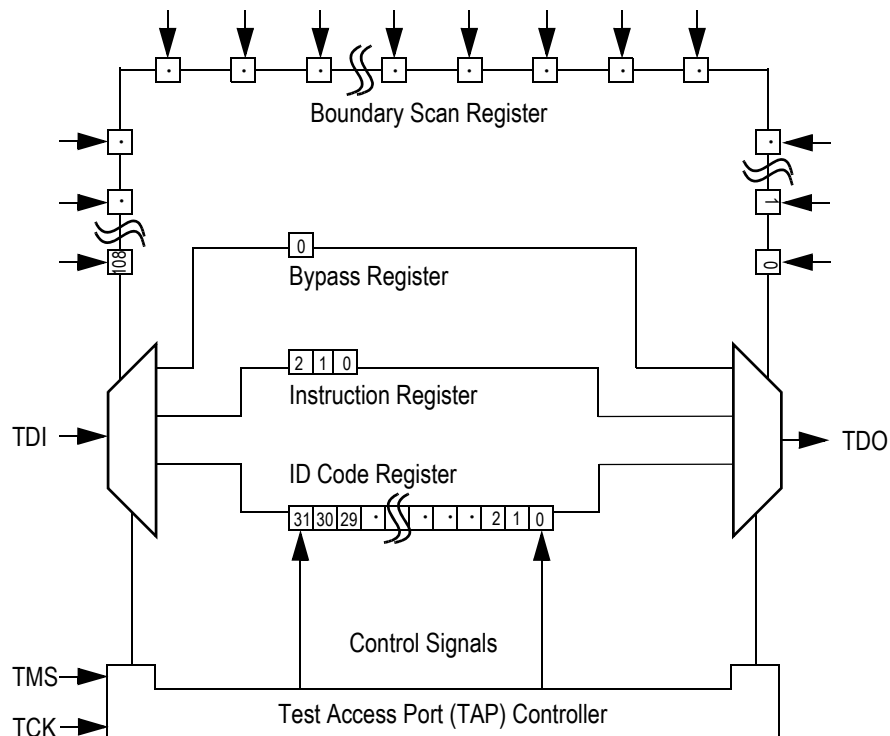 Boundary Scan Register
108
1
0
0
Bypass Register
2 1 0
Instruction Register
TDI
TDO
ID Code Register
31 30 29 · · · · 2 1 0
Control Signals
TMS
Test Access Port (TAP) Controller
TCK